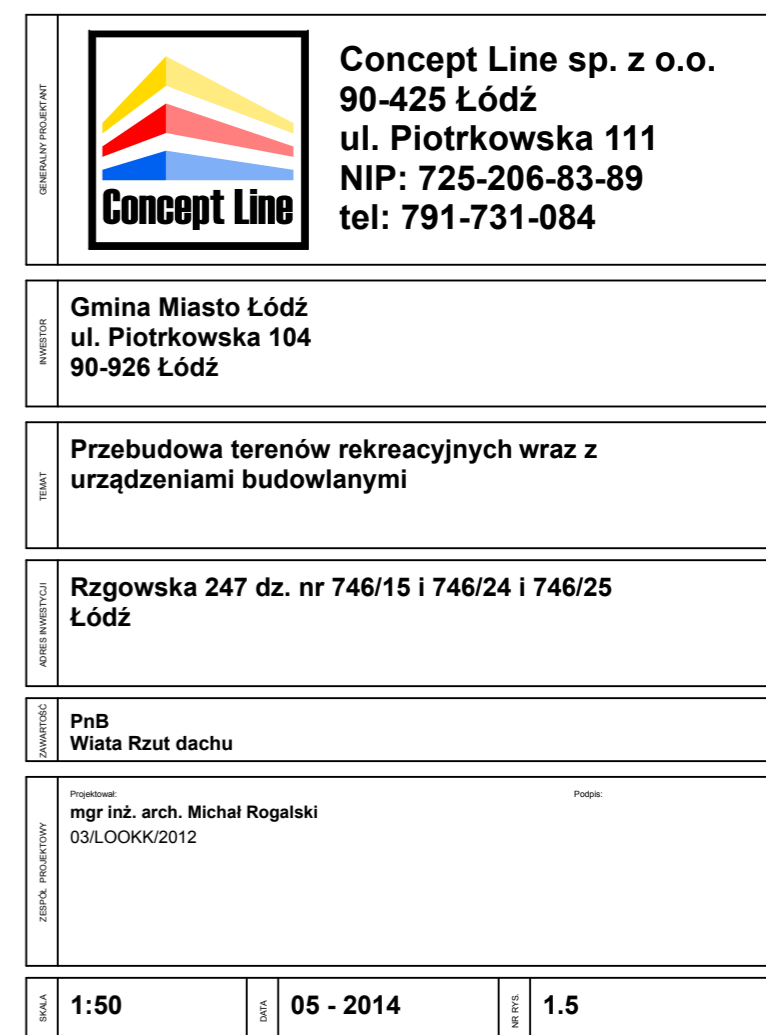 GENERALNY PROJEKTANT
Concept Line
Concept Line sp. z o.o.
90-425 Łódź
ul. Piotrkowska 111
NIP: 725-206-83-89
tel: 791-731-084
INWESTOR
Gmina Miasto Łódź
ul. Piotrkowska 104
90-926 Łódź
TEMAT
Przebudowa terenów rekreacyjnych wraz z
urządzeniami budowlanymi
ADRES INWESTYCJI
Rzgowska 247 dz. nr 746/15 i 746/24 i 746/25
Łódź
ZAWARTOŚĆ
PnB
Wiata Rzut dachu
ZESPÓŁ PROJEKTOWY
Projektował:
Podpis:
mgr inż. arch. Michał Rogalski
03/LOOKK/2012
SKALA
1:50
DATA
05 - 2014
NR RYS.
1.5